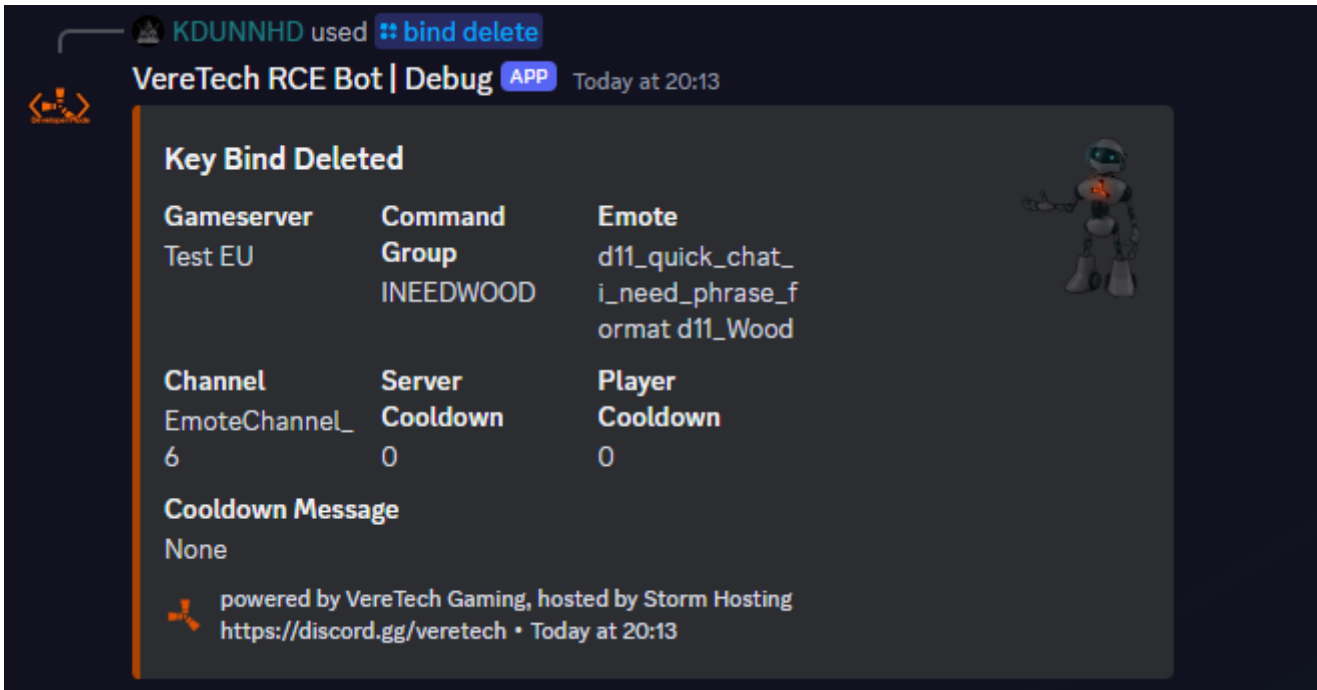 KDUNNHD used bind delete
VereTech RCE Bot | Debug APP Today at 20:13
Key Bind Deleted
Gameserver
Test EU
Command
Group
INEEDWOOD
Emote
d11_quick_chat_
i_need_phrase_f
ormat d11_Wood
Channel
EmoteChannel_
6
Server
Cooldown
0
Player
Cooldown
0
Cooldown Message
None
powered by VereTech Gaming, hosted by Storm Hosting
https://discord.gg/veretech • Today at 20:13